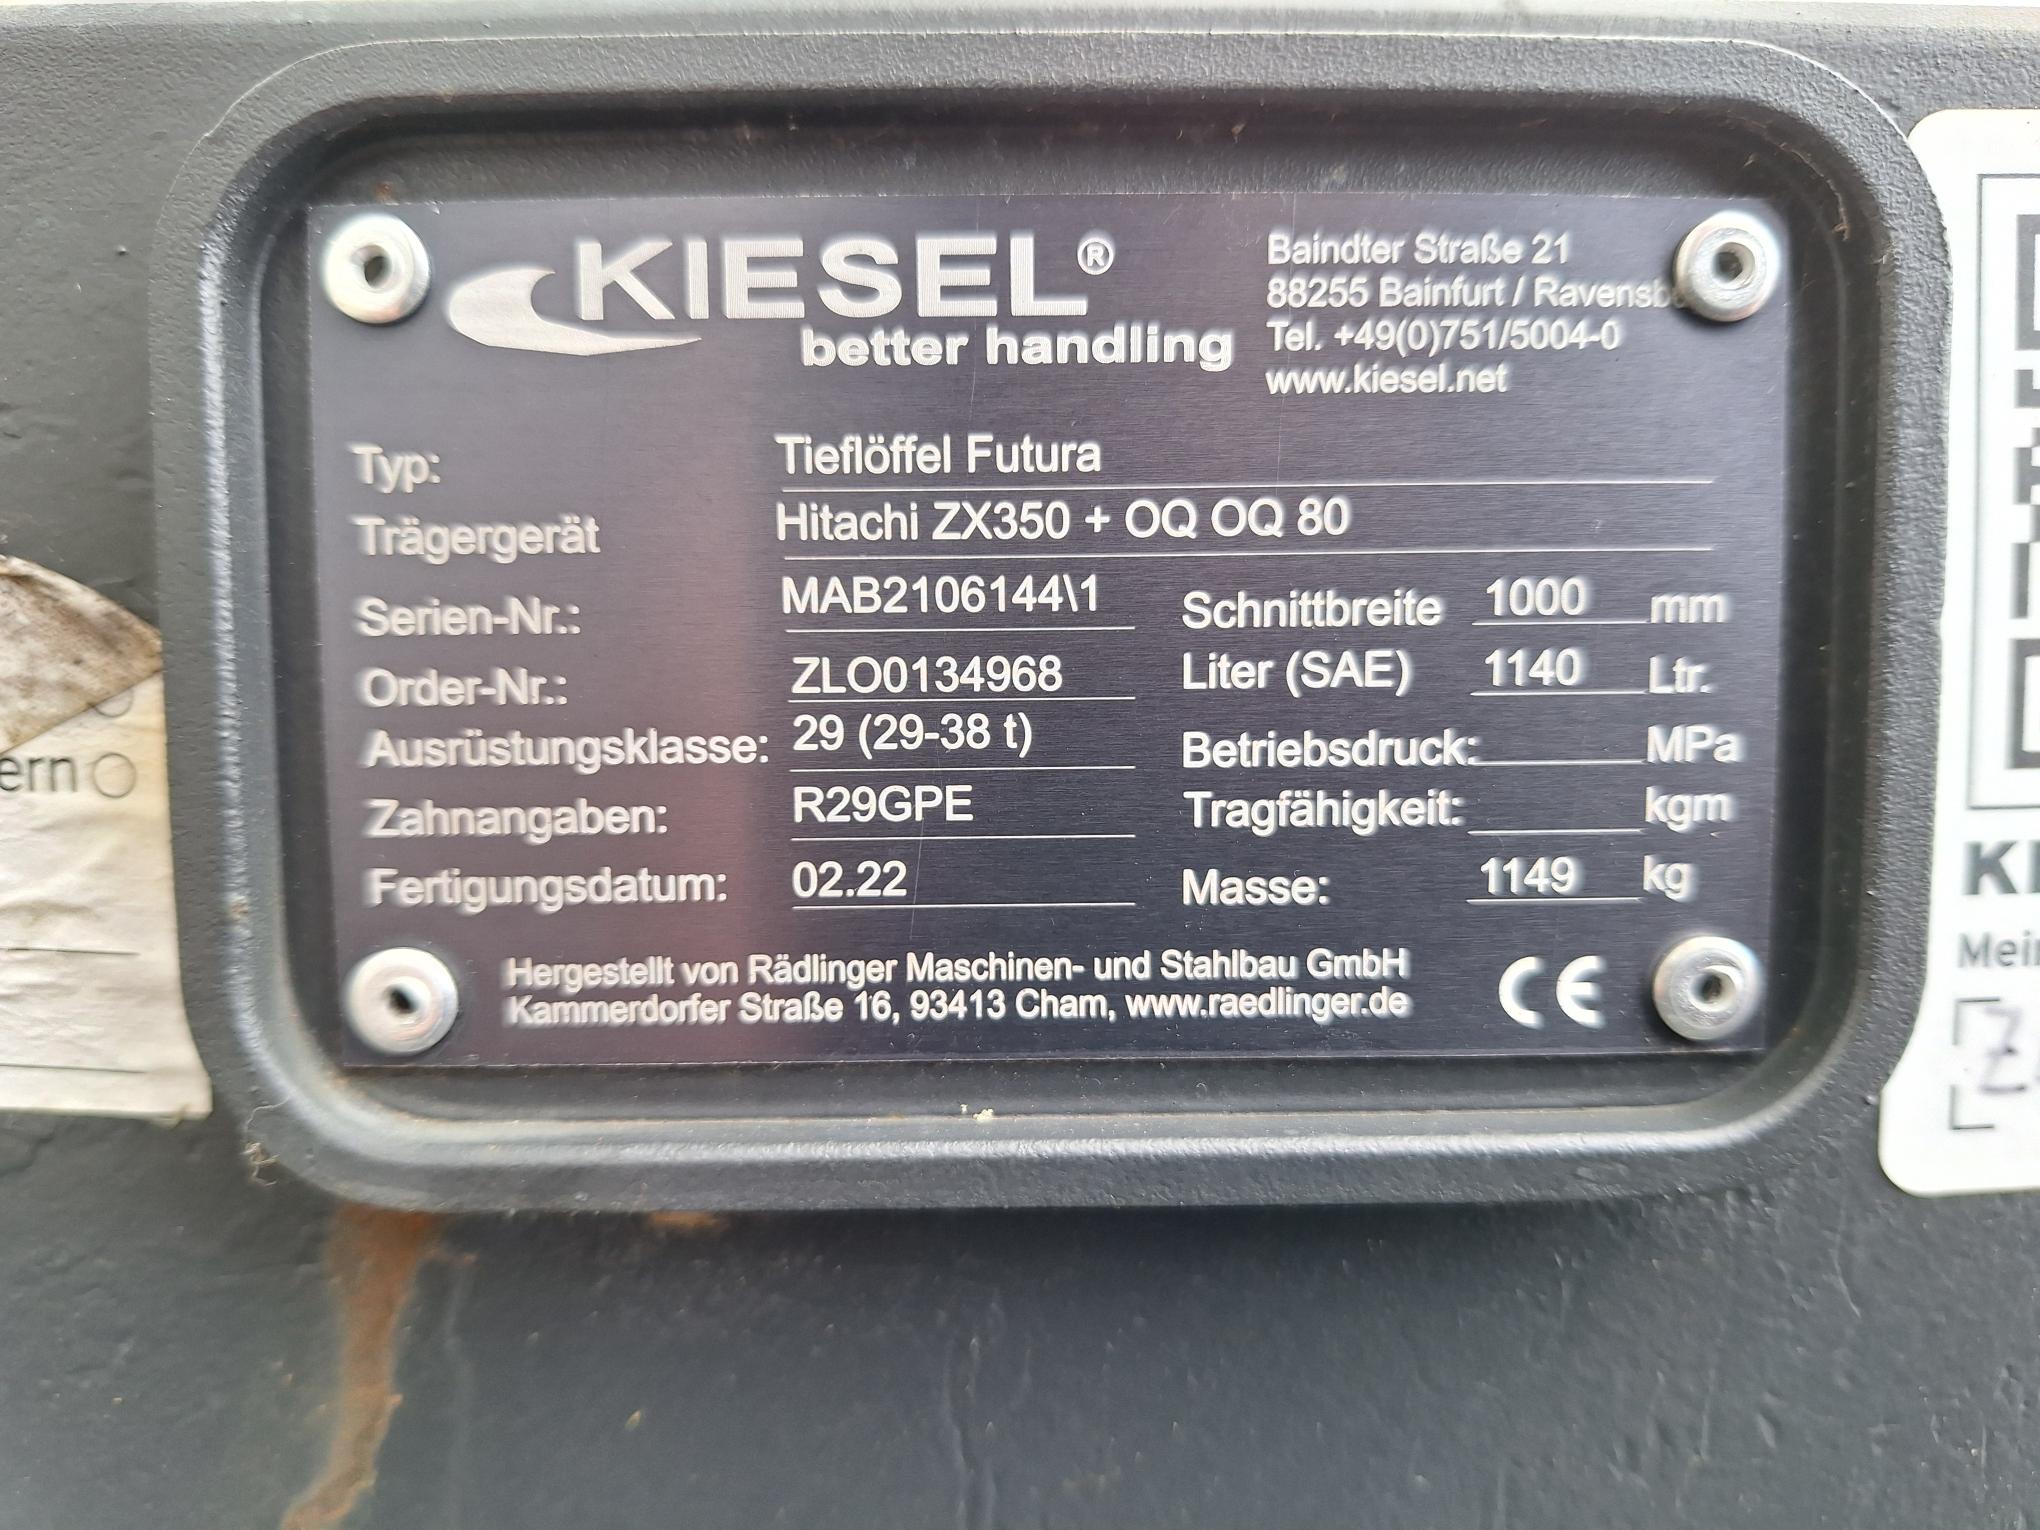 KIESEL®
better handling
Baindter Straße 21
88255 Bainfurt / Ravensb
Tel. +49(0)751/5004-0
www.kiesel.net
Typ: Tieflöffel Futura
Trägergerät Hitachi ZX350 + OQ OQ 80
Serien-Nr.: MAB2106144\1 Schnittbreite 1000 mm
Order-Nr.: ZLO0134968 Liter (SAE) 1140 Ltr.
Ausrüstungsklasse: 29 (29-38 t) Betriebsdruck: MPa
Zahnangaben: R29GPE Tragfähigkeit: kgm
Fertigungsdatum: 02.22 Masse: 1149 kg
Hergestellt von Rädlinger Maschinen- und Stahlbau GmbH
Kammerdorfer Straße 16, 93413 Cham, www.raedlinger.de
CE
ern